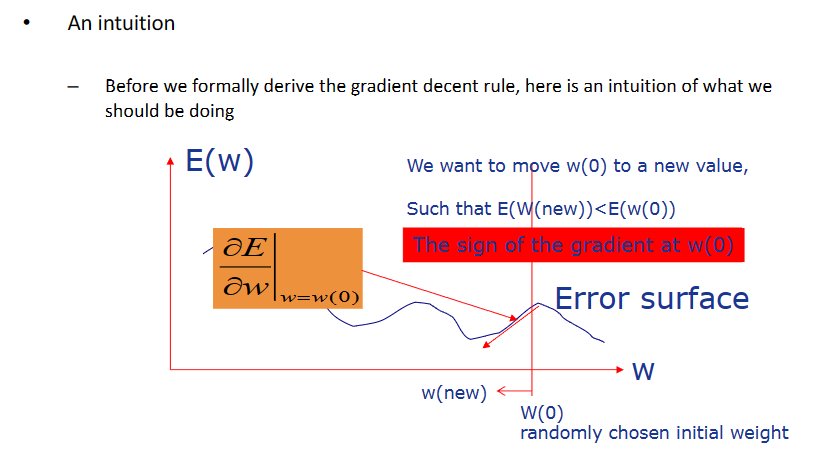 • An intuition
– Before we formally derive the gradient decent rule, here is an intuition of what we
should be doing
E(w)
We want to move w(0) to a new value,
Such that E(W(new))<E(w(0))
The sign of the gradient at w(0)
∂E
∂w
w=w(0)
Error surface
w
w(new)
W(0)
randomly chosen initial weight